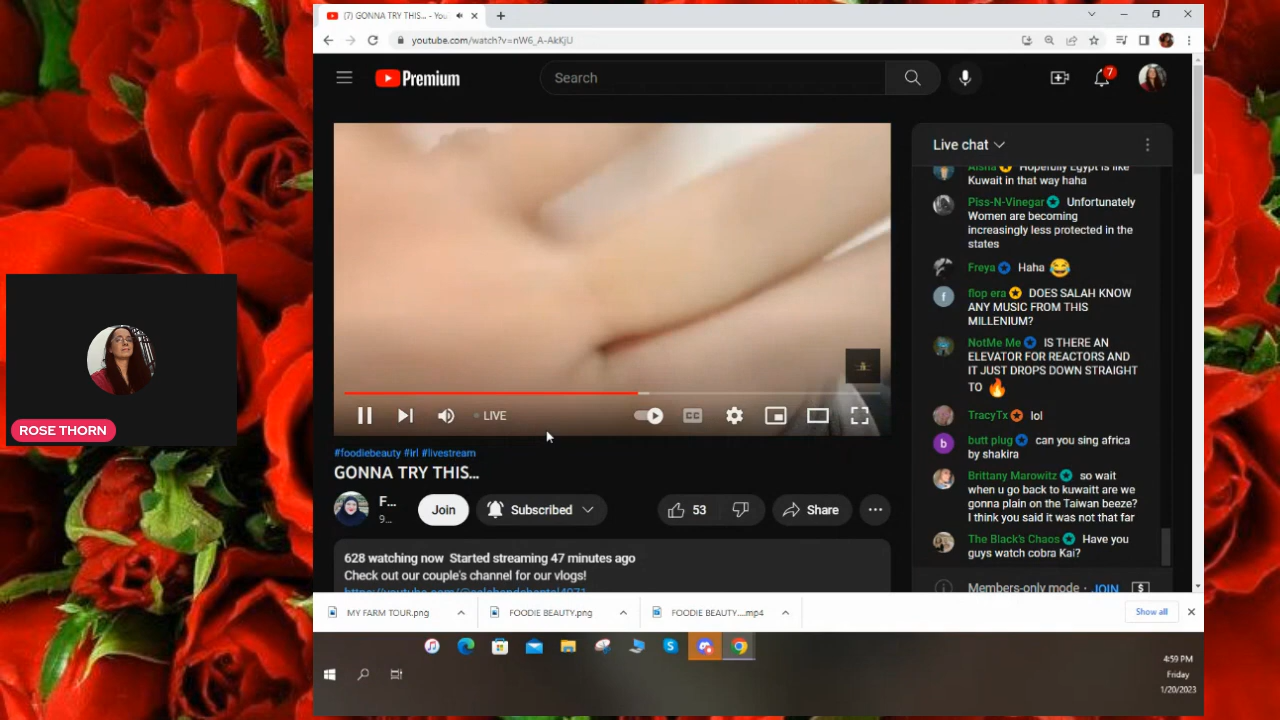 (7) GONNA TRY THIS... - You
youtube.com/watch?v=nW6_A-AkKjU
Premium
Search
7
LIVE
CC
#foodiebeauty #irl #livestream
GONNA TRY THIS...
F...
9...
Join
Subscribed
53
Share
628 watching now Started streaming 47 minutes ago
Check out our couple's channel for our vlogs!
Live chat
Aisha Hopefully Egypt is like
Kuwait in that way haha
Piss-N-Vinegar Unfortunately
Women are becoming
increasingly less protected in the
states
Freya Haha 😂
f
flop era DOES SALAH KNOW
ANY MUSIC FROM THIS
MILLENIUM?
NotMe Me IS THERE AN
ELEVATOR FOR REACTORS AND
IT JUST DROPS DOWN STRAIGHT
TO 🔥
TracyTx lol
b
butt plug can you sing africa
by shakira
Brittany Marowitz so wait
when u go back to kuwaitt are we
gonna plain on the Taiwan beeze?
I think you said it was not that far
The Black's Chaos Have you
guys watch cobra Kai?
Members-only mode · JOIN
$
ROSE THORN
MY FARM TOUR.png
FOODIE BEAUTY.png
FOODIE BEAUTY....mp4
Show all
4:59 PM
Friday
1/20/2023